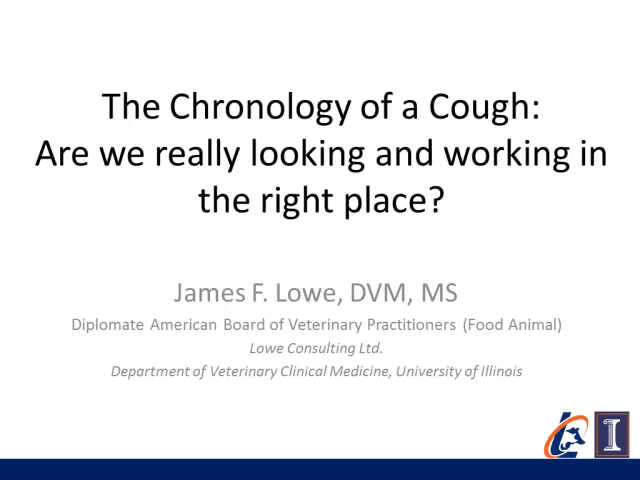 The Chronology of a Cough:
Are we really looking and working in
the right place?
James F. Lowe, DVM, MS
Diplomate American Board of Veterinary Practitioners (Food Animal)
Lowe Consulting Ltd.
Department of Veterinary Clinical Medicine, University of Illinois
I